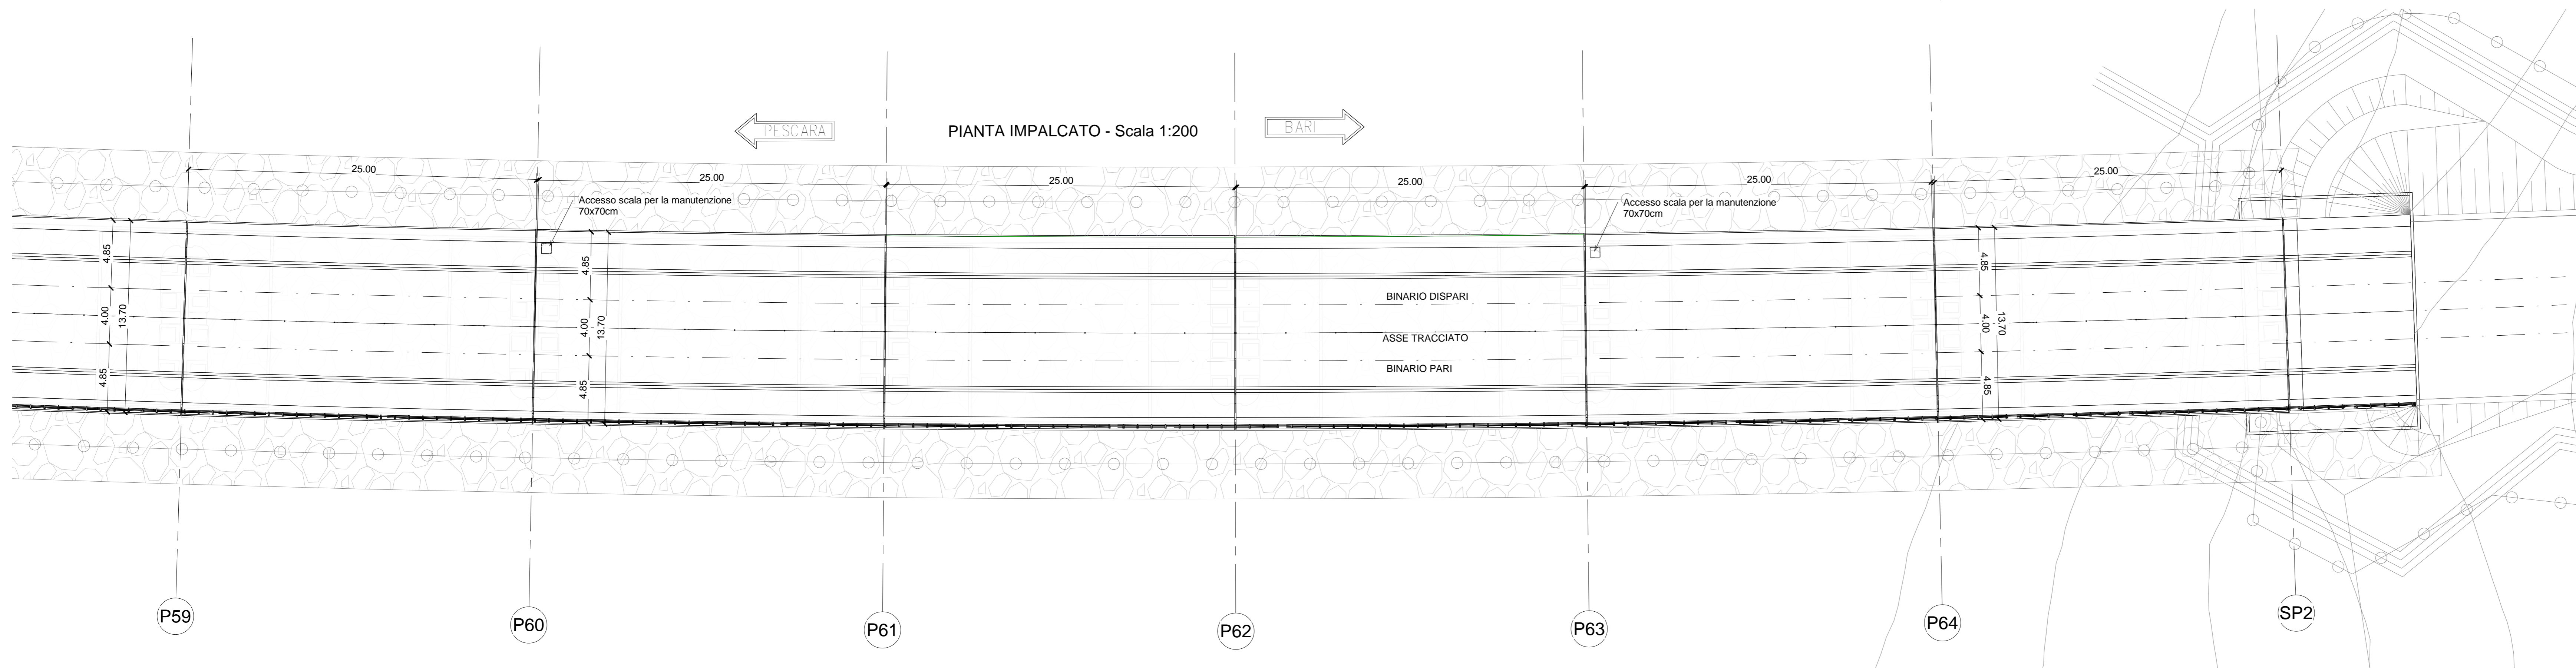 PESCARA
PIANTA IMPALCATO - Scala 1:200
BARI
25.00
25.00
25.00
25.00
25.00
25.00
Accesso scala per la manutenzione
70x70cm
Accesso scala per la manutenzione
70x70cm
4.85
4.00
13.70
4.85
4.85
4.00
13.70
4.85
BINARIO DISPARI
ASSE TRACCIATO
BINARIO PARI
4.85
4.00
13.70
4.85
P59
P60
P61
P62
P63
P64
SP2